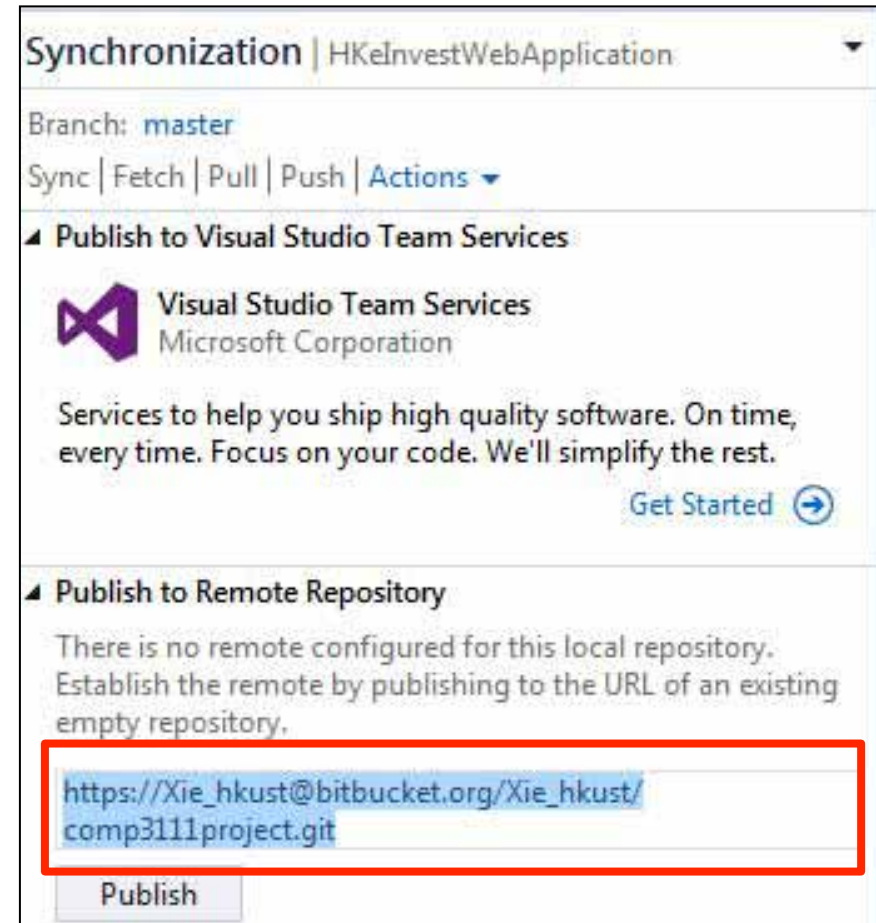 Synchronization | HKeInvestWebApplication
Branch: master
Sync | Fetch | Pull | Push | Actions
Publish to Visual Studio Team Services
Visual Studio Team Services
Microsoft Corporation
Services to help you ship high quality software. On time,
every time. Focus on your code. We'll simplify the rest.
Get Started
Publish to Remote Repository
There is no remote configured for this local repository.
Establish the remote by publishing to the URL of an existing
empty repository.
https://Xie_hkust@bitbucket.org/Xie_hkust/
comp3111project.git
Publish